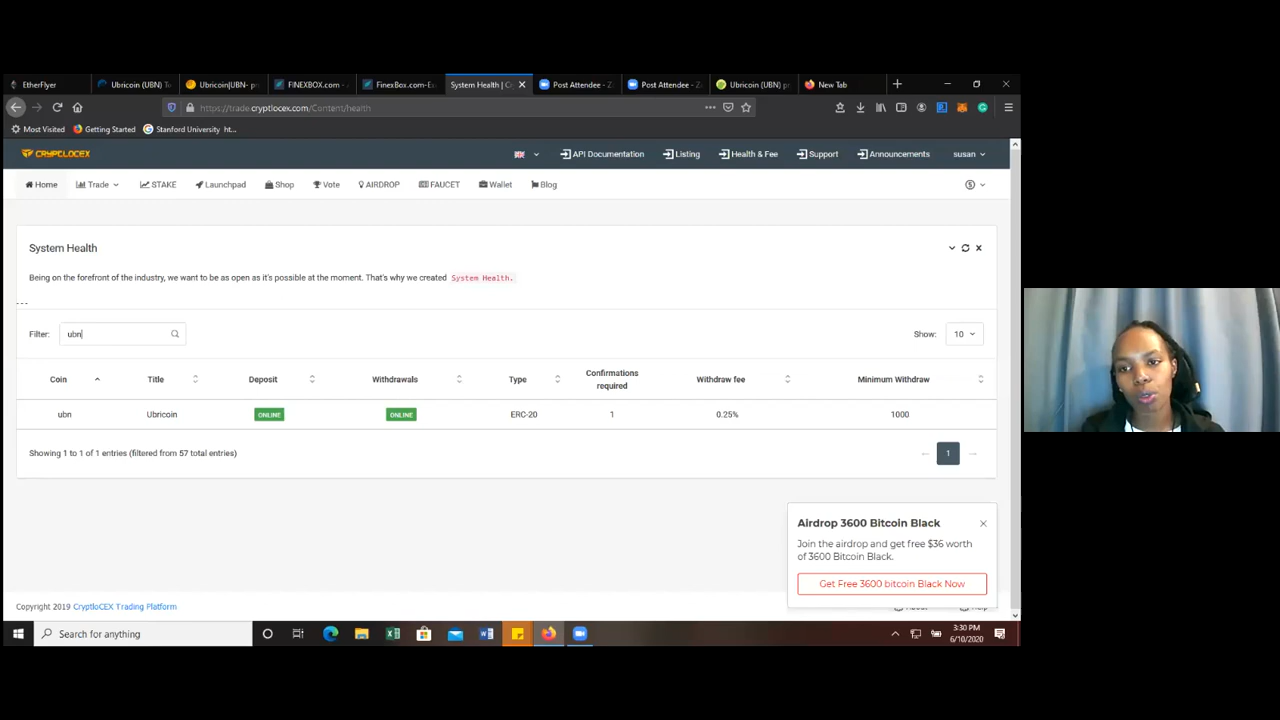 EtherFlyer
Ubricoin (UBN) T
Ubricoin|UBN- p
FINEXBOX.com -
FinexBox.com-E
System Health | C
Post Attendee - Z
Post Attendee - Z
Ubricoin (UBN) p
New Tab
https://trade.cryptlocex.com/Content/health
Most Visited
Getting Started
Stanford University ht...
CRYPTLOCEX
API Documentation
Listing
Health & Fee
Support
Announcements
susan
Home
Trade
STAKE
Launchpad
Shop
Vote
AIRDROP
FAUCET
Wallet
Blog
System Health
Being on the forefront of the industry, we want to be as open as it's possible at the moment. That's why we created System Health.
---
Filter: ubn
Show: 10
Coin Title Deposit Withdrawals Type Confirmations required Withdraw fee Minimum Withdraw
ubn Ubricoin ONLINE ONLINE ERC-20 1 0.25% 1000
Showing 1 to 1 of 1 entries (filtered from 57 total entries)
1
Airdrop 3600 Bitcoin Black
Join the airdrop and get free $36 worth
of 3600 Bitcoin Black.
Get Free 3600 bitcoin Black Now
Copyright 2019 CryptloCEX Trading Platform
Search for anything
3:30 PM
6/10/2020